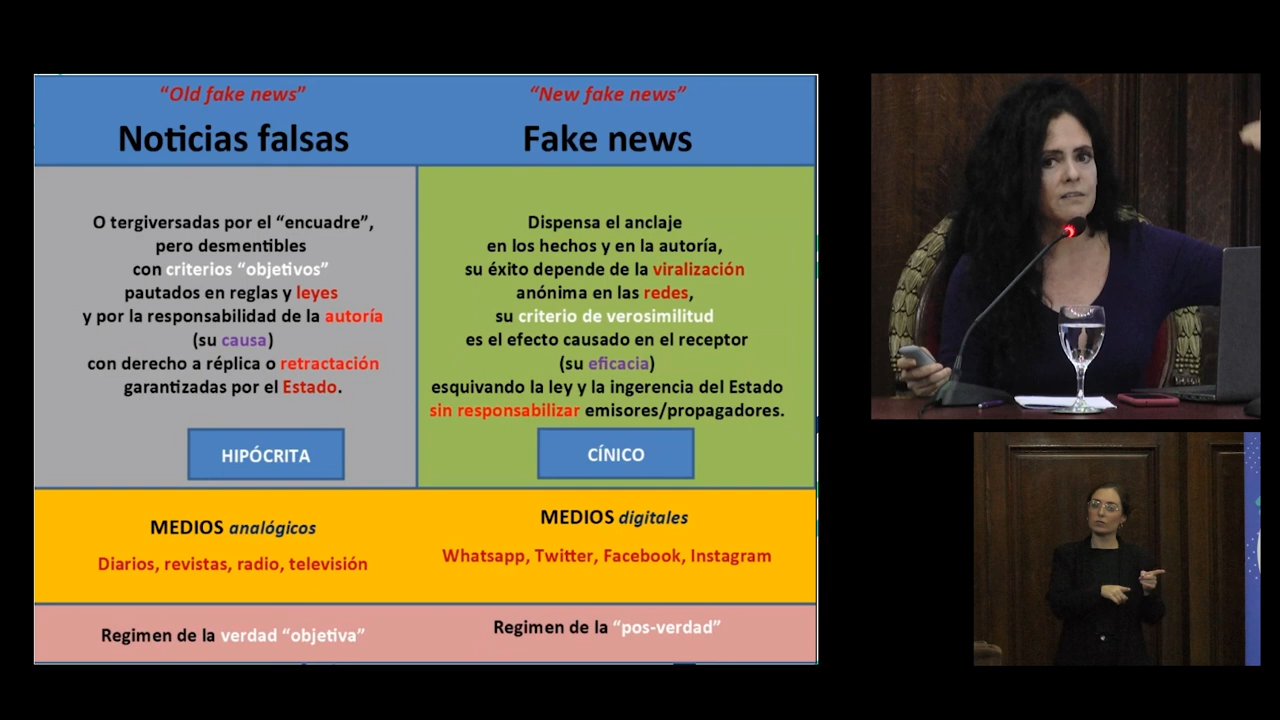 “Old fake news”
Noticias falsas
O tergiversadas por el “encuadre”,
pero desmentibles
con criterios “objetivos”
pautados en reglas y leyes
y por la responsabilidad de la autoría
(su causa)
con derecho a réplica o retractación
garantizadas por el Estado.
HIPÓCRITA
MEDIOS analógicos
Diarios, revistas, radio, televisión
Regimen de la verdad “objetiva”
“New fake news”
Fake news
Dispensa el anclaje
en los hechos y en la autoría,
su éxito depende de la viralización
anónima en las redes,
su criterio de verosimilitud
es el efecto causado en el receptor
(su eficacia)
esquivando la ley y la ingerencia del Estado
sin responsabilizar emisores/propagadores.
CÍNICO
MEDIOS digitales
Whatsapp, Twitter, Facebook, Instagram
Regimen de la “pos-verdad”